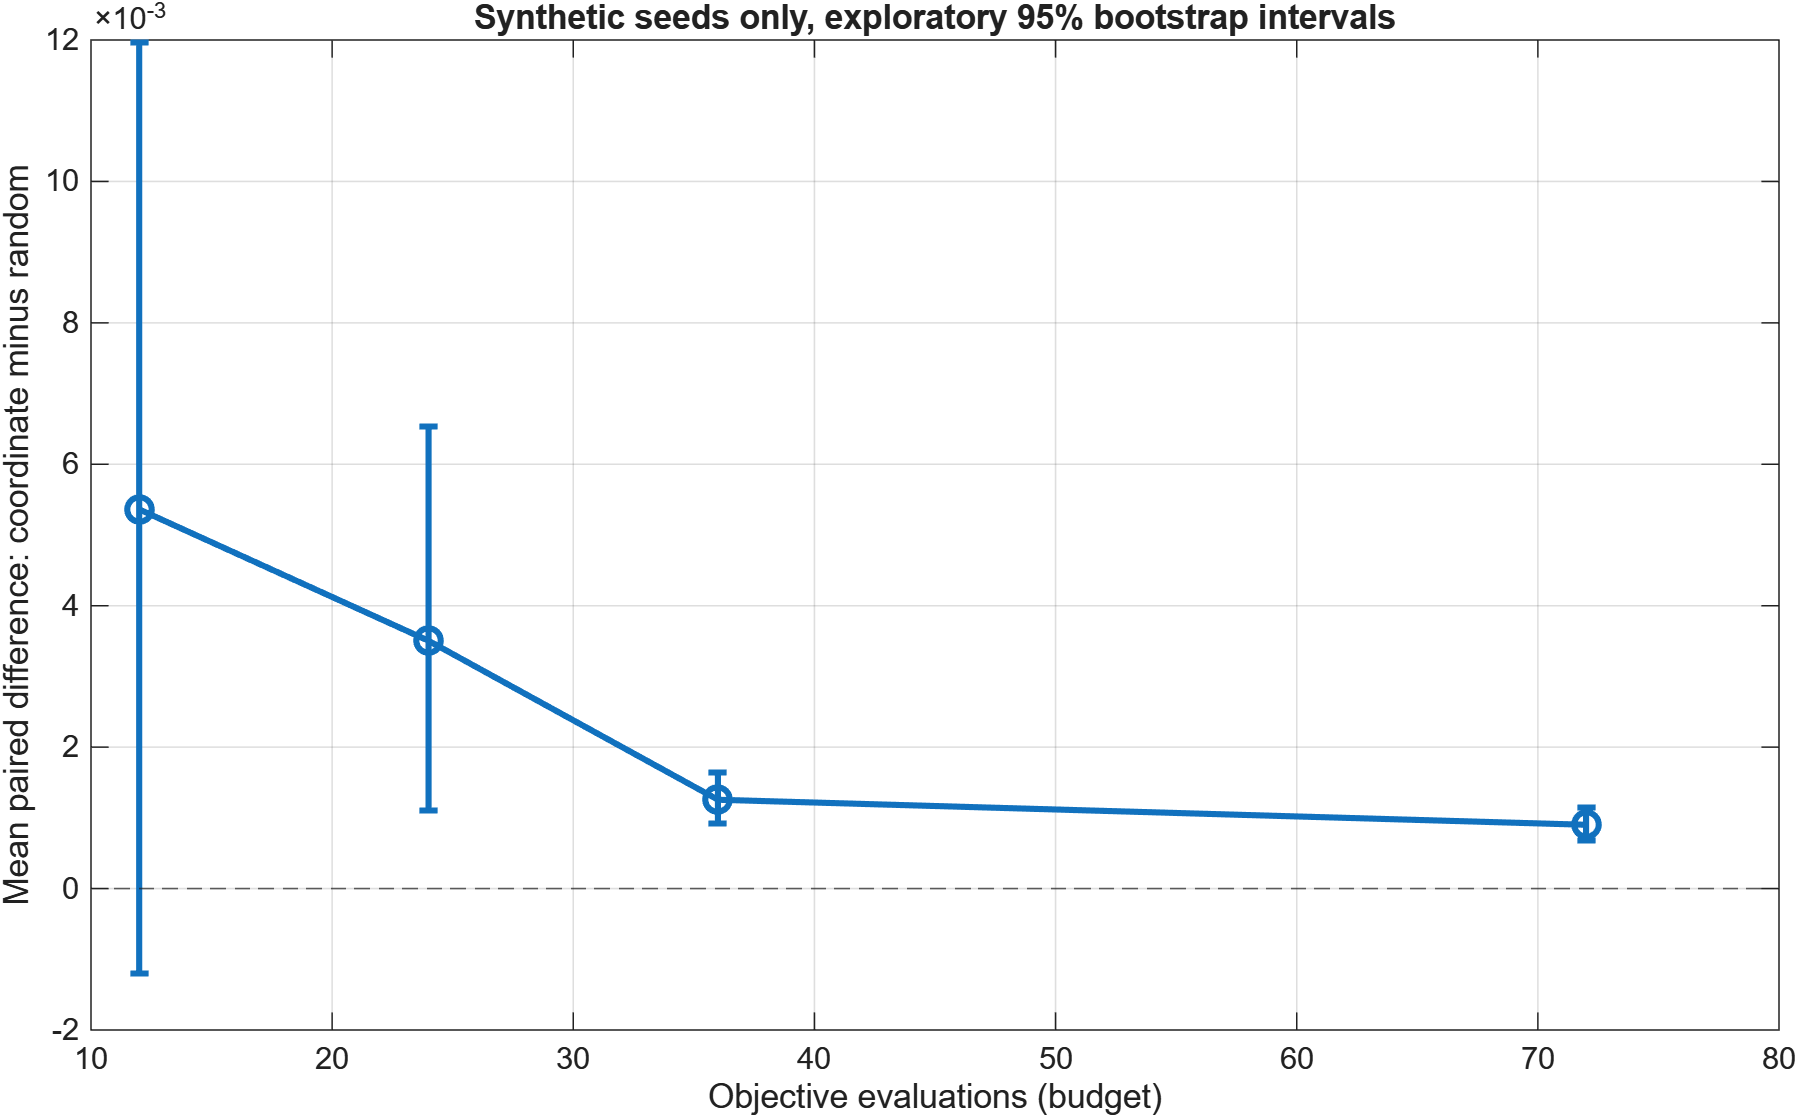 Synthetic seeds only, exploratory 95% bootstrap intervals
×10-3
12
10
8
6
4
2
0
-2
Mean paired difference: coordinate minus random
10 20 30 40 50 60 70 80
Objective evaluations (budget)